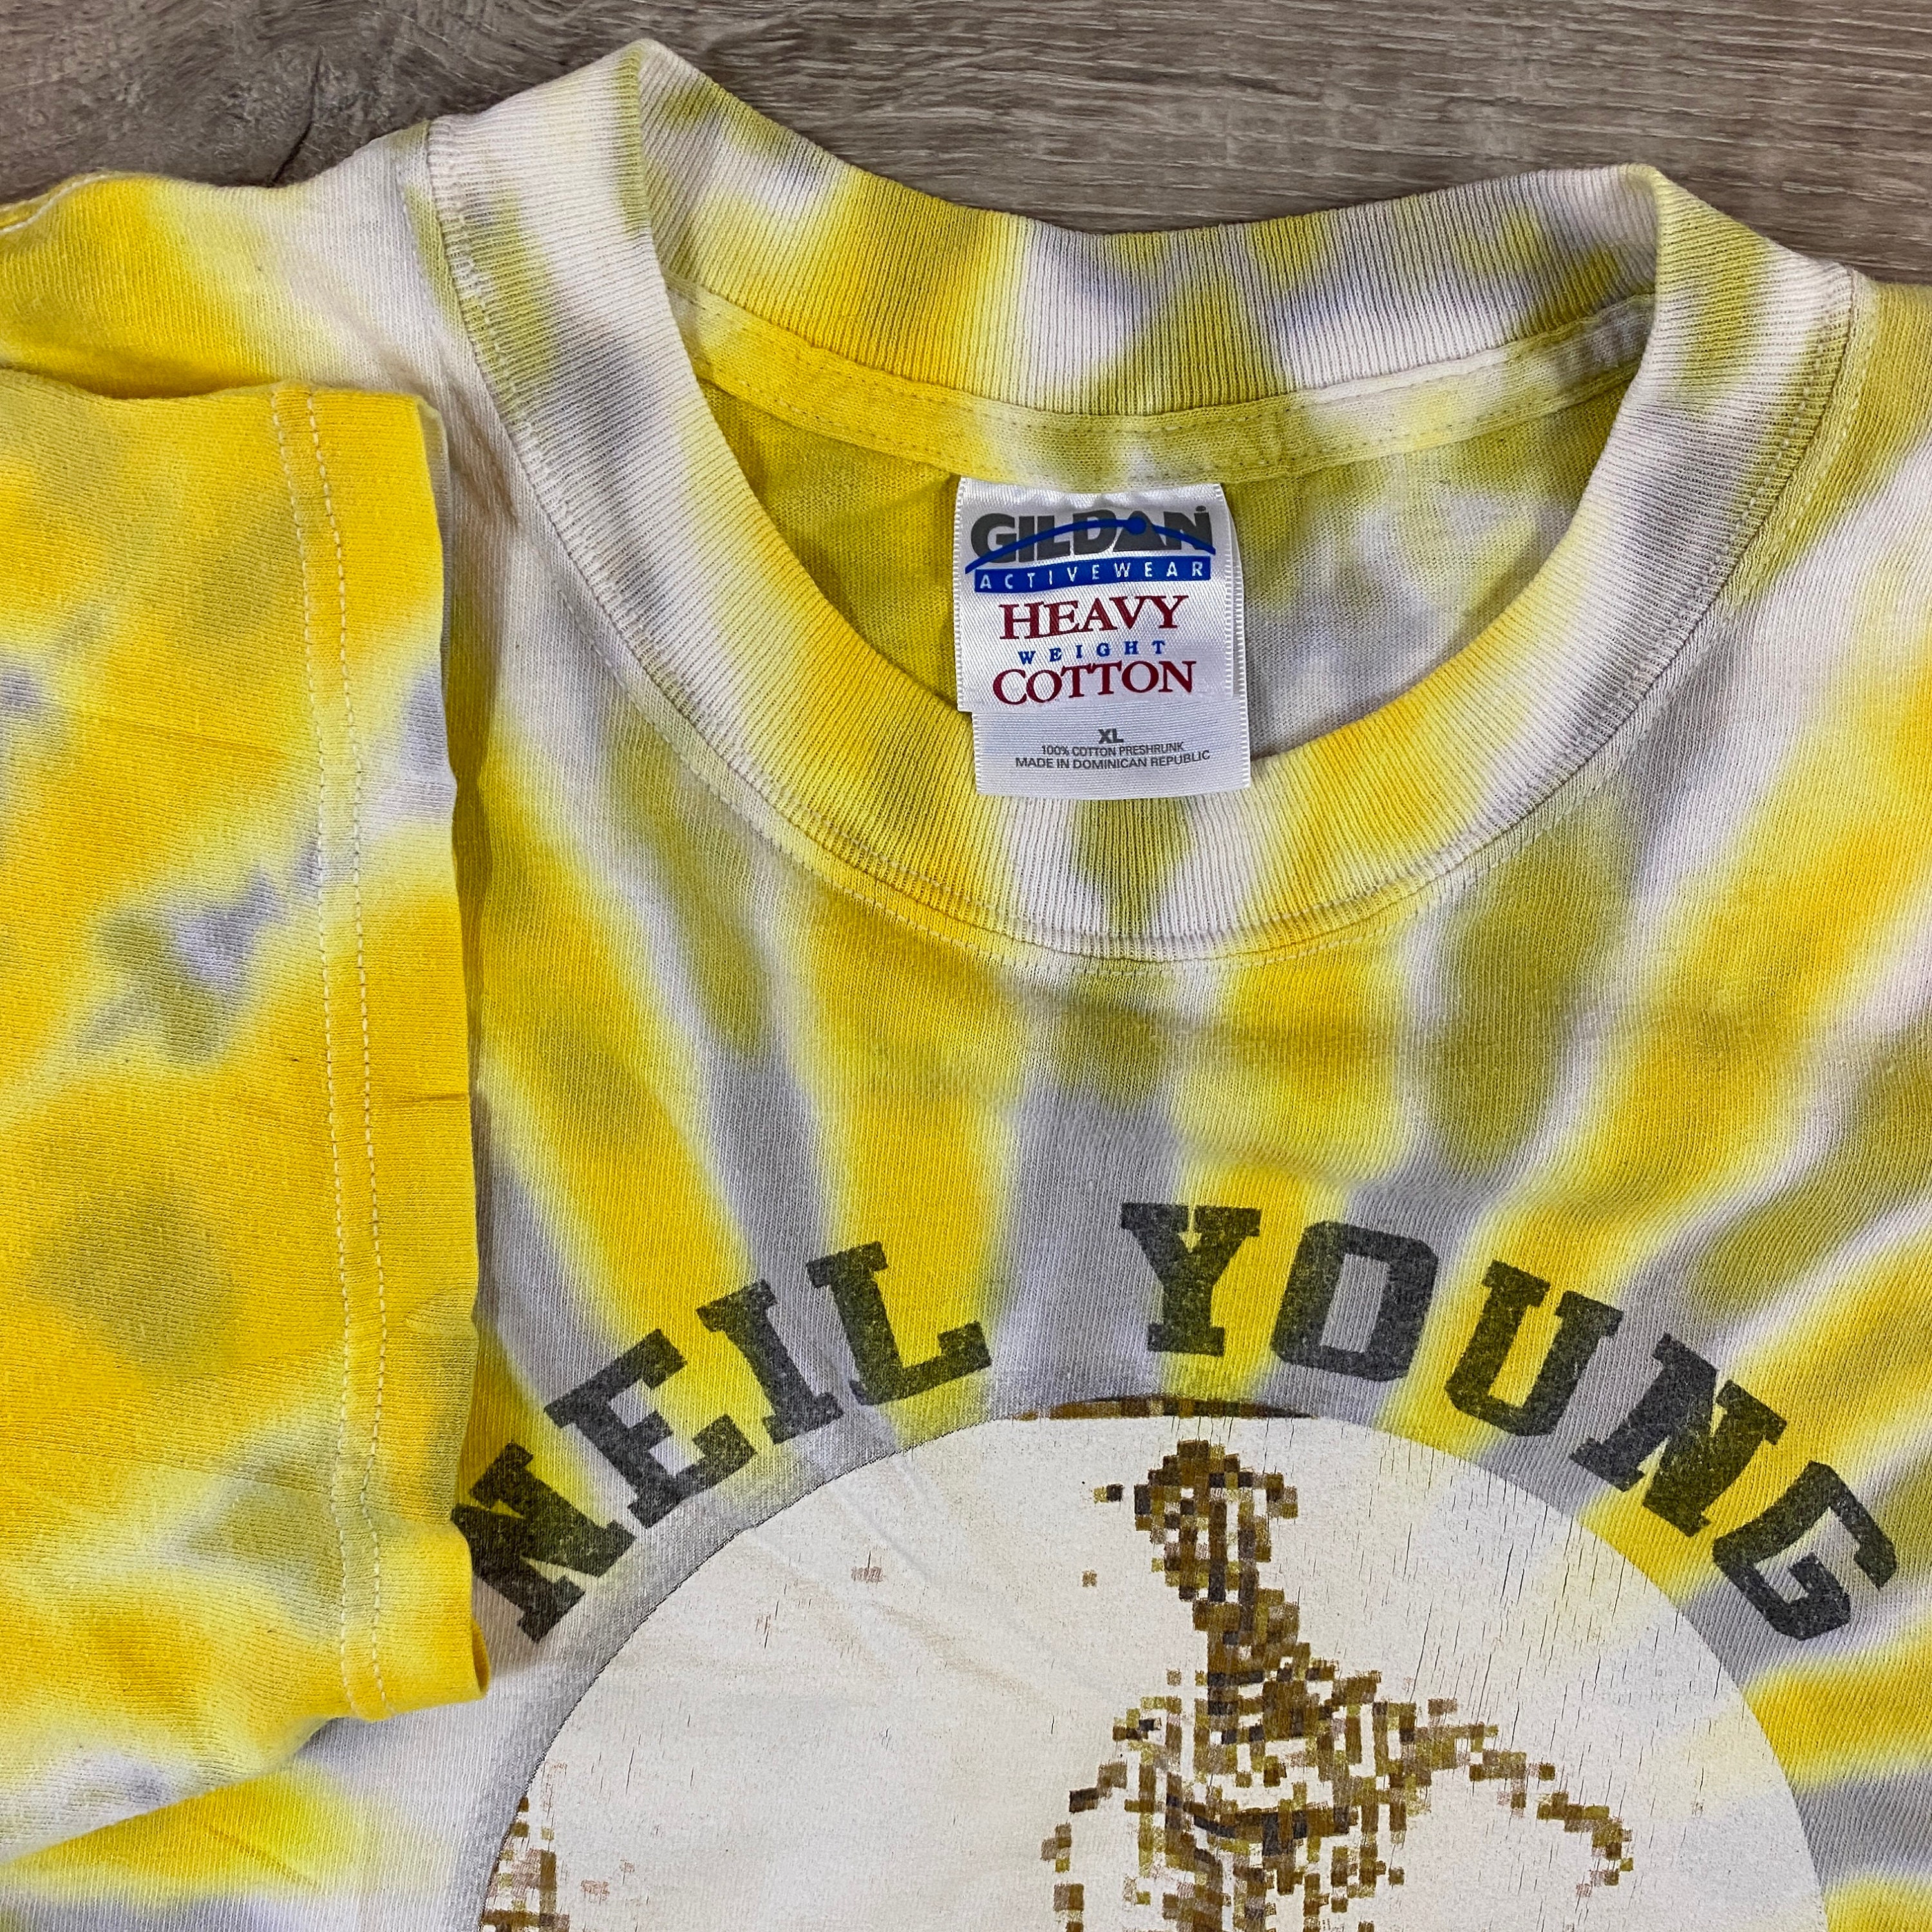 GILDAN
ACTIVEWEAR
HEAVY
WEIGHT
COTTON
XL
100% COTTON PRESHRUNK
MADE IN DOMINICAN REPUBLIC
NEIL YOUNG